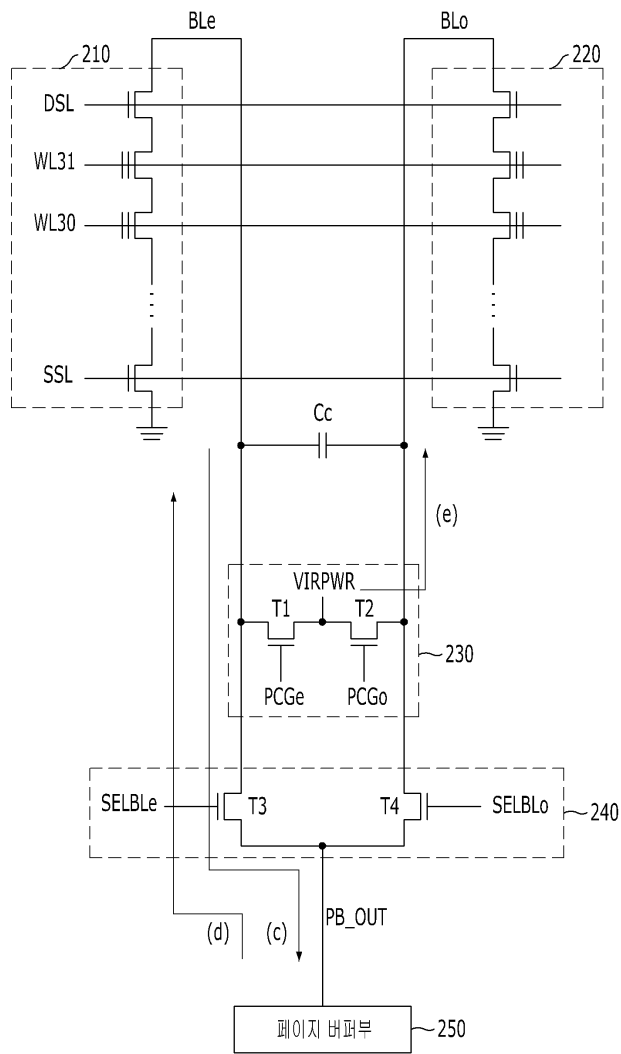 BLe
BLo
210
220
DSL
WL31
WL30
SSL
Cc
(e)
VIRPWR
T1
T2
230
PCGe
PCGo
SELBLe
T3
T4
SELBLo
240
(d)
(c)
PB_OUT
페이지 버퍼부
250